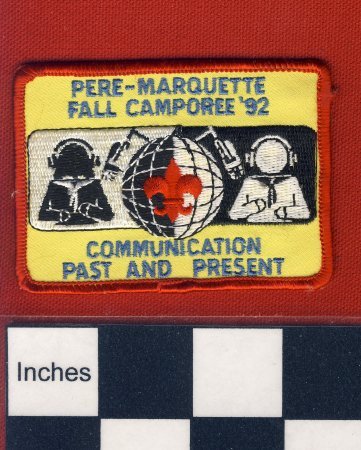 PERE-MARQUETTE
FALL CAMPOREE '92
COMMUNICATION
PAST AND PRESENT
Inches